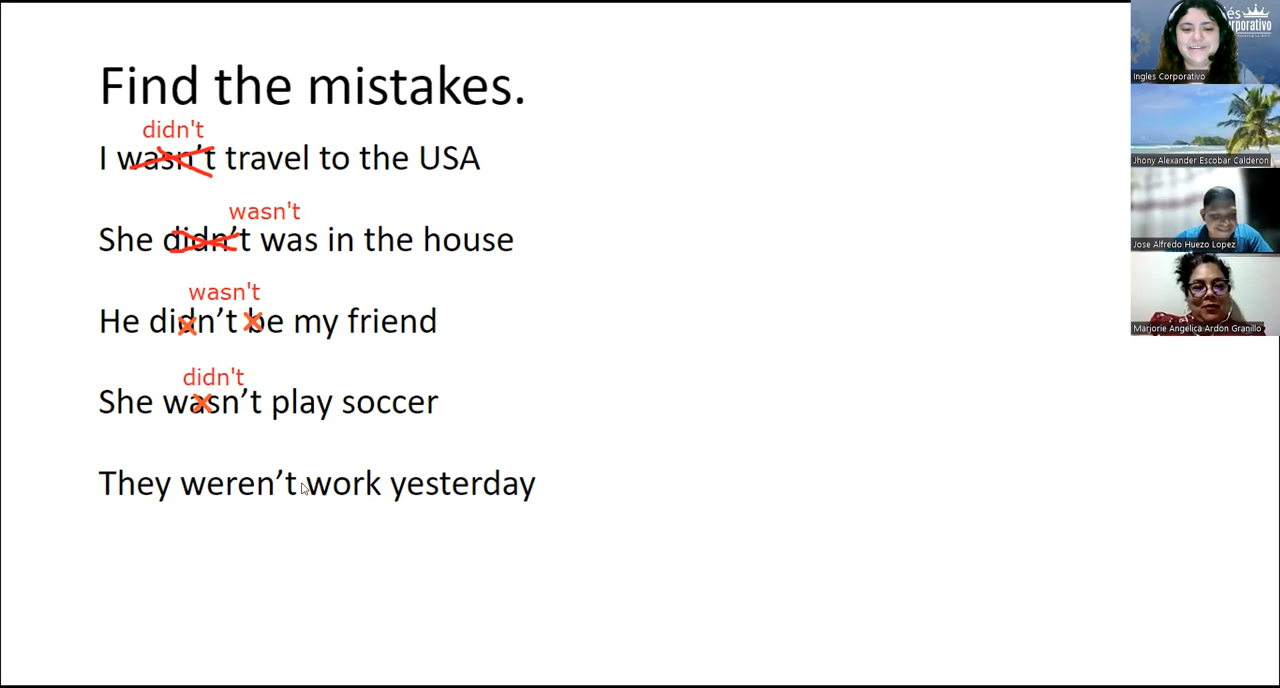 Find the mistakes.
didn't
I wasn't travel to the USA
wasn't
She didn't was in the house
wasn't
He didn't be my friend
didn't
She wasn't play soccer
They weren't work yesterday
Ingles Corporativo
Jhony Alexander Escobar Calderon
Jose Alfredo Huezo Lopez
Marjorie Angelica Ardon Granillo